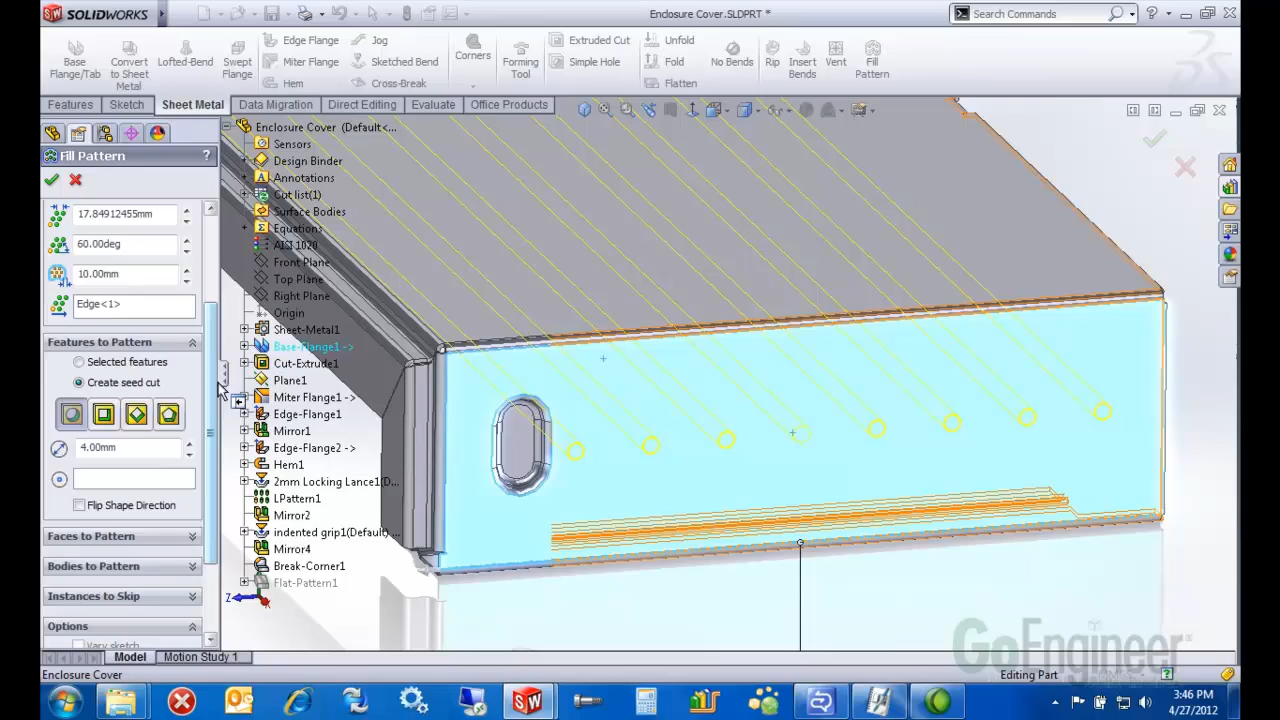 SOLIDWORKS
Enclosure Cover.SLDPRT *
Search Commands
Base Flange/Tab
Convert to Sheet Metal
Lofted-Bend
Swept Flange
Edge Flange
Miter Flange
Hem
Jog
Sketched Bend
Cross-Break
Corners
Forming Tool
Extruded Cut
Simple Hole
Unfold
Fold
Flatten
No Bends
Rip
Insert Bends
Vent
Fill Pattern
Features
Sketch
Sheet Metal
Data Migration
Direct Editing
Evaluate
Office Products
Fill Pattern
?
17.84912455mm
60.00deg
10.00mm
Edge<1>
Features to Pattern
Selected features
Create seed cut
4.00mm
Flip Shape Direction
Faces to Pattern
Bodies to Pattern
Instances to Skip
Options
Vary sketch
Enclosure Cover (Default<...
Sensors
Design Binder
Annotations
Cut list(1)
Surface Bodies
Equations
AISI 1020
Front Plane
Top Plane
Right Plane
Origin
Sheet-Metal1
Base-Flange1 ->
Cut-Extrude1
Plane1
Miter Flange1 ->
Edge-Flange1
Mirror1
Edge-Flange2 ->
Hem1
2mm Locking Lance1(D...
LPattern1
Mirror2
indented grip1(Default) ...
Mirror4
Break-Corner1
Flat-Pattern1
Z
X
GoEngineer
Model
Motion Study 1
Enclosure Cover
Editing Part
3:46 PM
4/27/2012